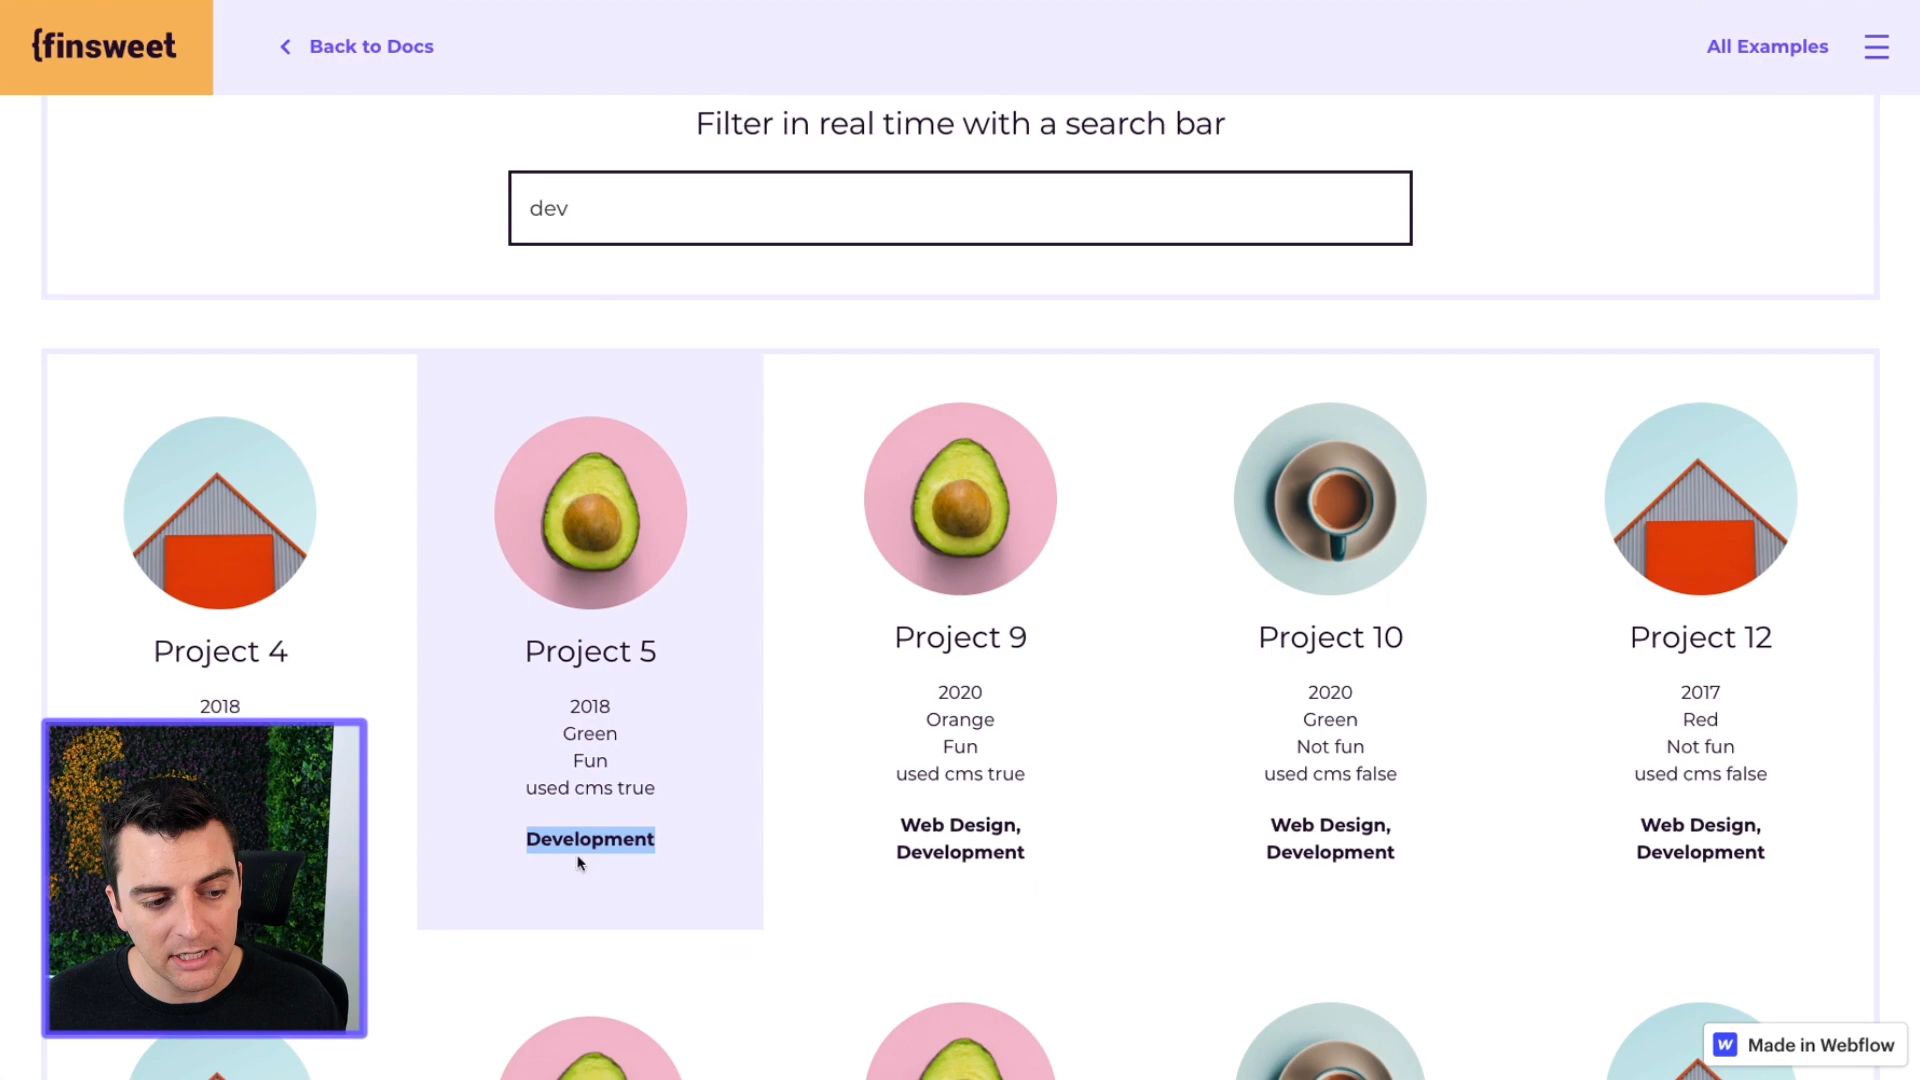 {finsweet
Back to Docs
All Examples
Filter in real time with a search bar
dev
Project 4
2018
Project 5
2018
Green
Fun
used cms true
Development
Project 9
2020
Orange
Fun
used cms true
Web Design,
Development
Project 10
2020
Green
Not fun
used cms false
Web Design,
Development
Project 12
2017
Red
Not fun
used cms false
Web Design,
Development
W Made in Webflow